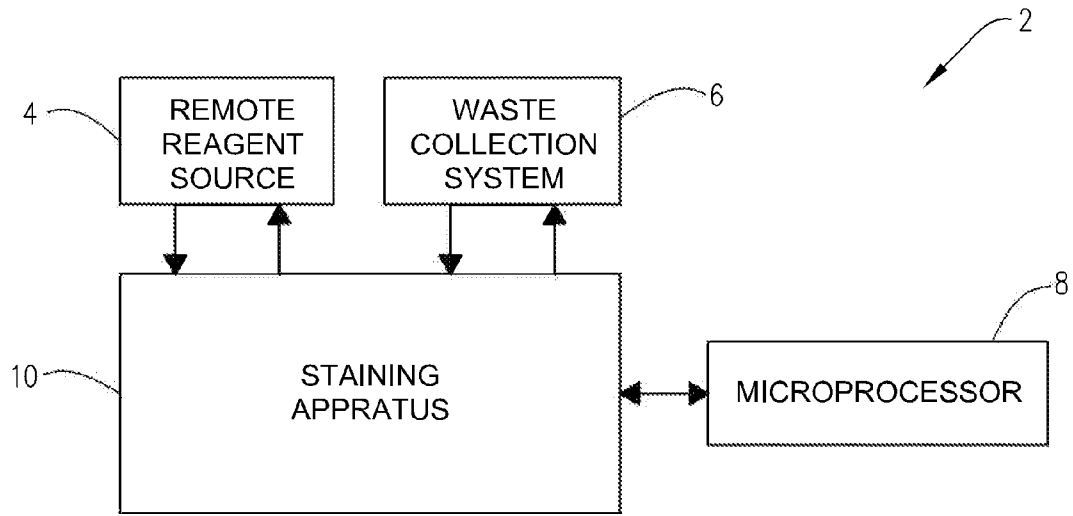 2
4
REMOTE
REAGENT
SOURCE
WASTE
COLLECTION
SYSTEM
6
8
10
STAINING
APPRATUS
MICROPROCESSOR